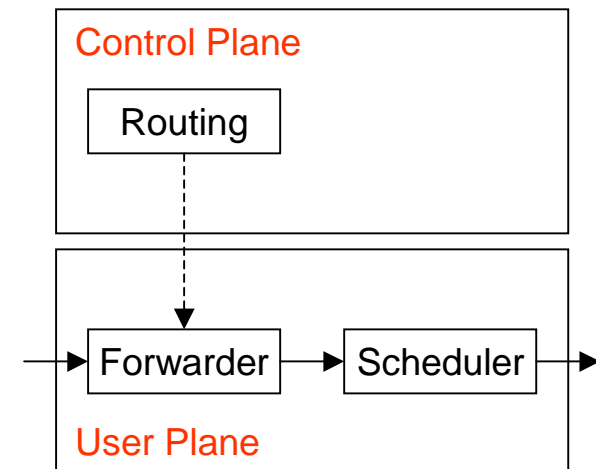 Control Plane
Routing
Forwarder
Scheduler
User Plane